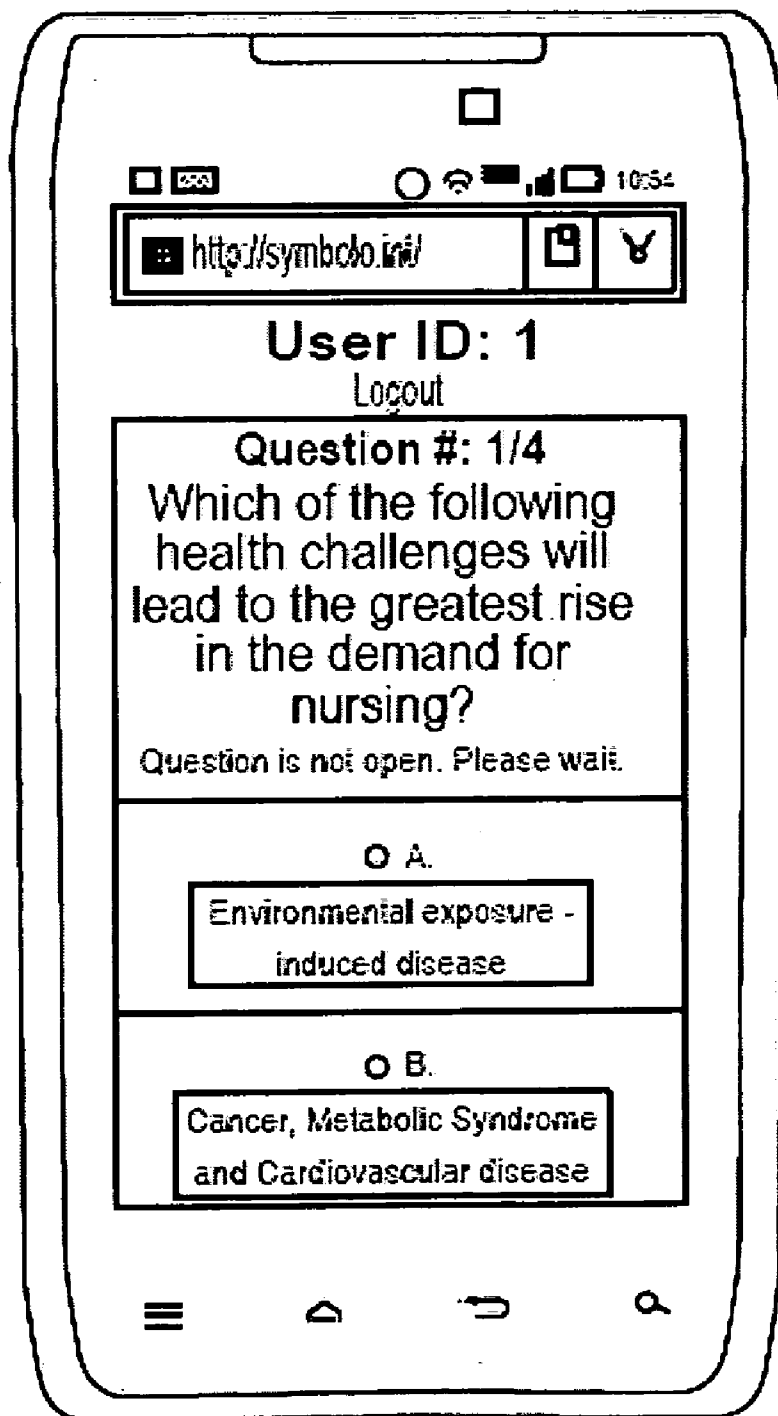 10:54
http://symbolo.
User ID: 1
Logout
Question #: 1/4
Which of the following
health challenges will
lead to the greatest rise
in the demand for
nursing?
Question is not open. Please wait.
A.
Environmental exposure -
induced disease
B.
Cancer, Metabolic Syndrome
and Cardiovascular disease